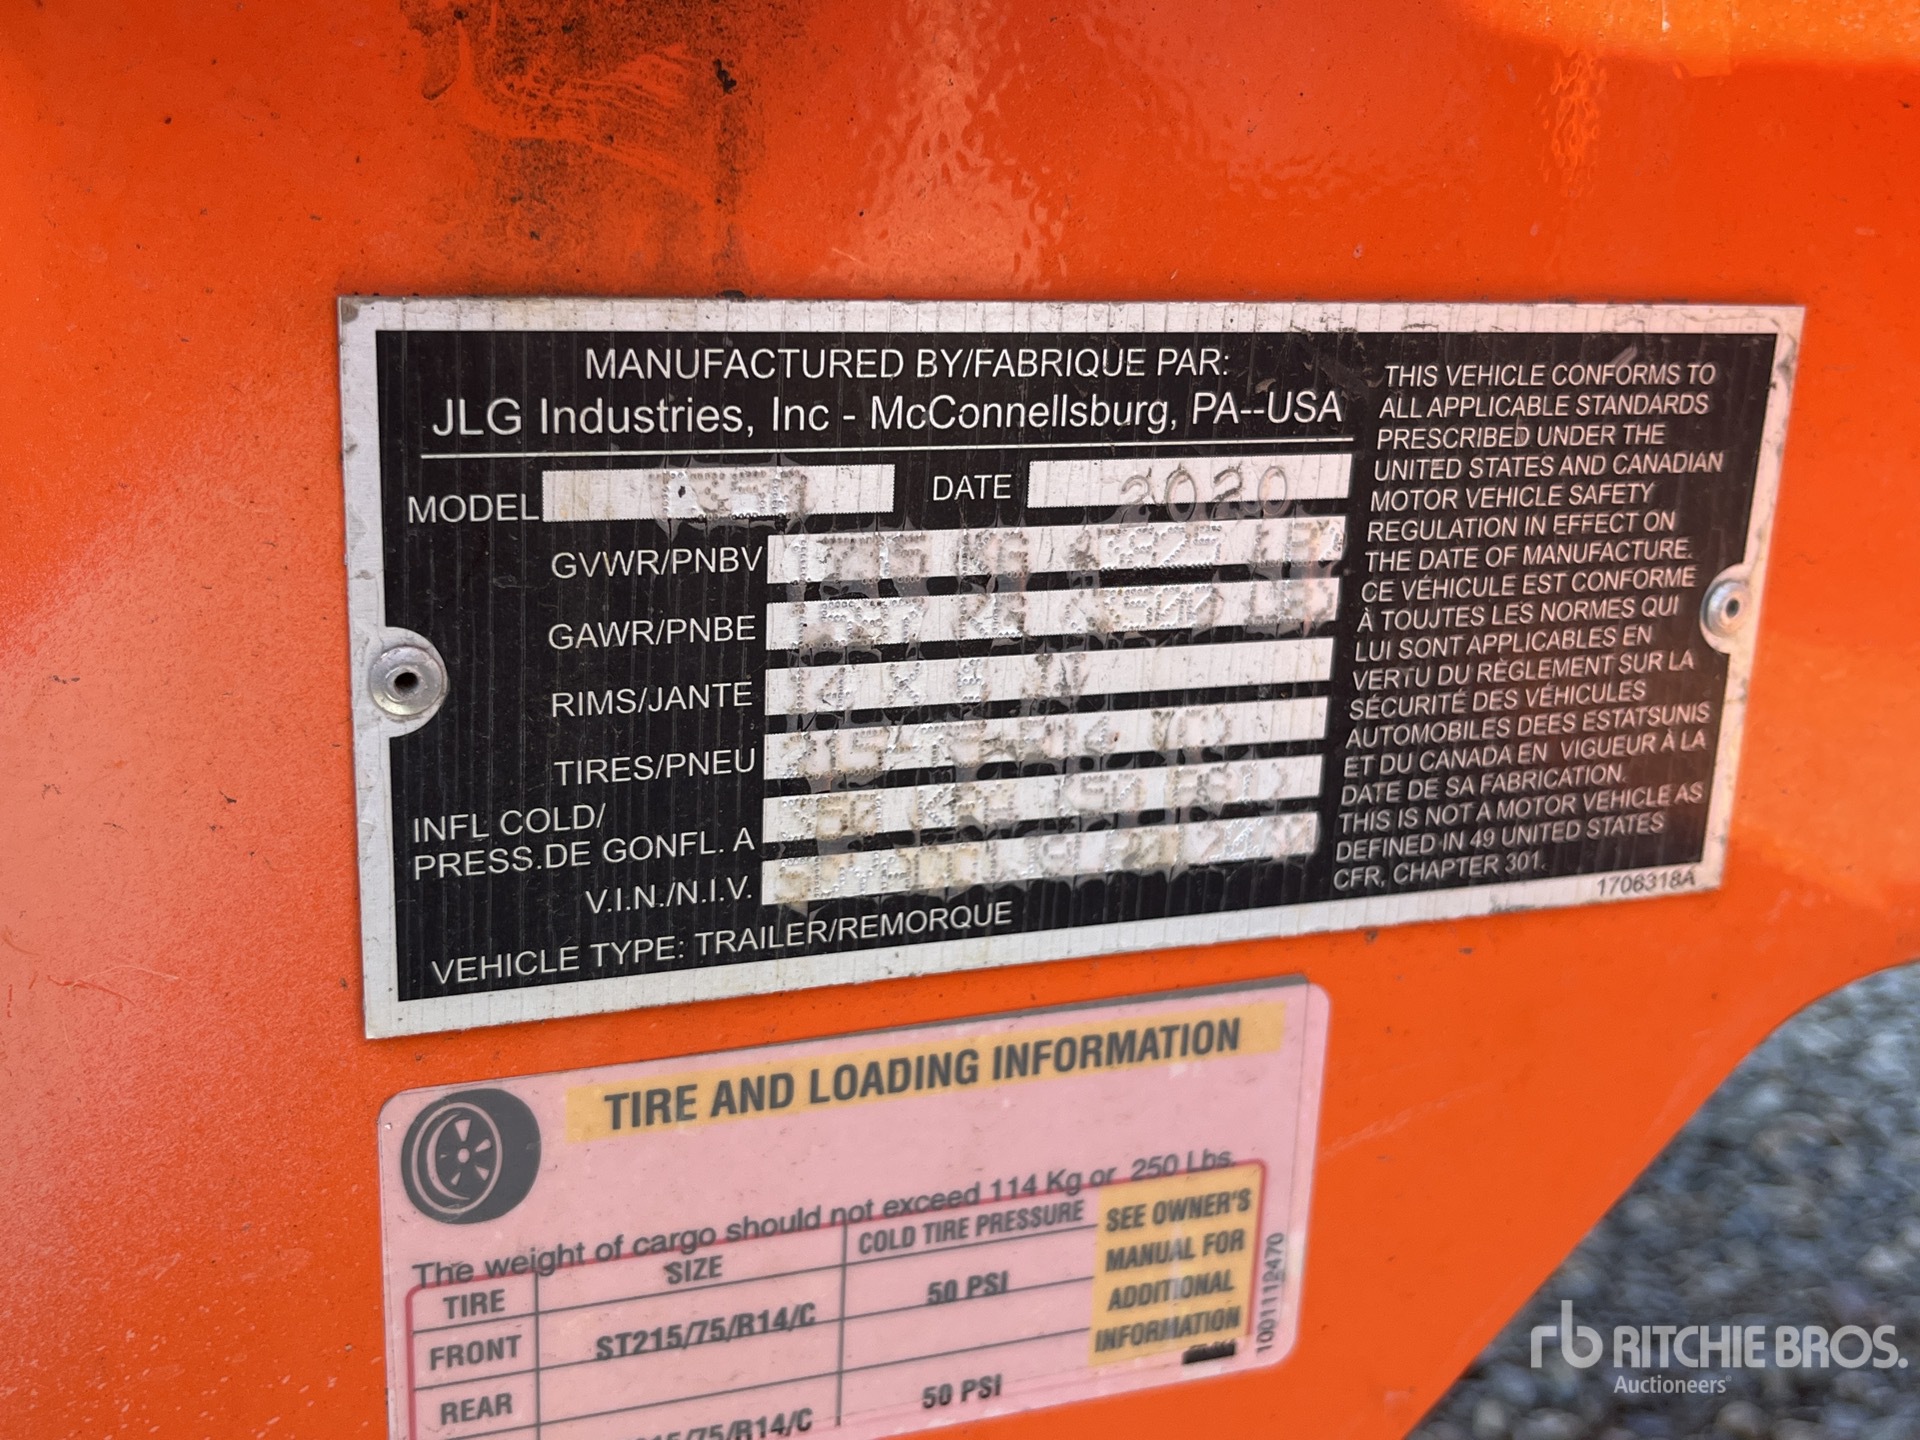 MANUFACTURED BY/FABRIQUE PAR:
JLG Industries, Inc - McConnellsburg, PA--USA
MODEL
DATE 2020
GVWR/PNBV
GAWR/PNBE
RIMS/JANTE 14 X
TIRES/PNEU
INFL COLD/
PRESS.DE GONFL. A
V.I.N./N.I.V.
VEHICLE TYPE: TRAILER/REMORQUE
THIS VEHICLE CONFORMS TO
ALL APPLICABLE STANDARDS
PRESCRIBED UNDER THE
UNITED STATES AND CANADIAN
MOTOR VEHICLE SAFETY
REGULATION IN EFFECT ON
THE DATE OF MANUFACTURE.
CE VÉHICULE EST CONFORME
À TOUJTES LES NORMES QUI
LUI SONT APPLICABLES EN
VERTU DU RÈGLEMENT SUR LA
SÉCURITÉ DES VÉHICULES
AUTOMOBILES DEES ESTATSUNIS
ET DU CANADA EN VIGUEUR À LA
DATE DE SA FABRICATION.
THIS IS NOT A MOTOR VEHICLE AS
DEFINED IN 49 UNITED STATES
CFR, CHAPTER 301.
1706318A
TIRE AND LOADING INFORMATION
The weight of cargo should not exceed 114 Kg or 250 Lbs.
TIRE SIZE COLD TIRE PRESSURE
FRONT ST215/75/R14/C 50 PSI
REAR 215/75/R14/C 50 PSI
SEE OWNER'S
MANUAL FOR
ADDITIONAL
INFORMATION
1001112470
rb RITCHIE BROS.
Auctioneers